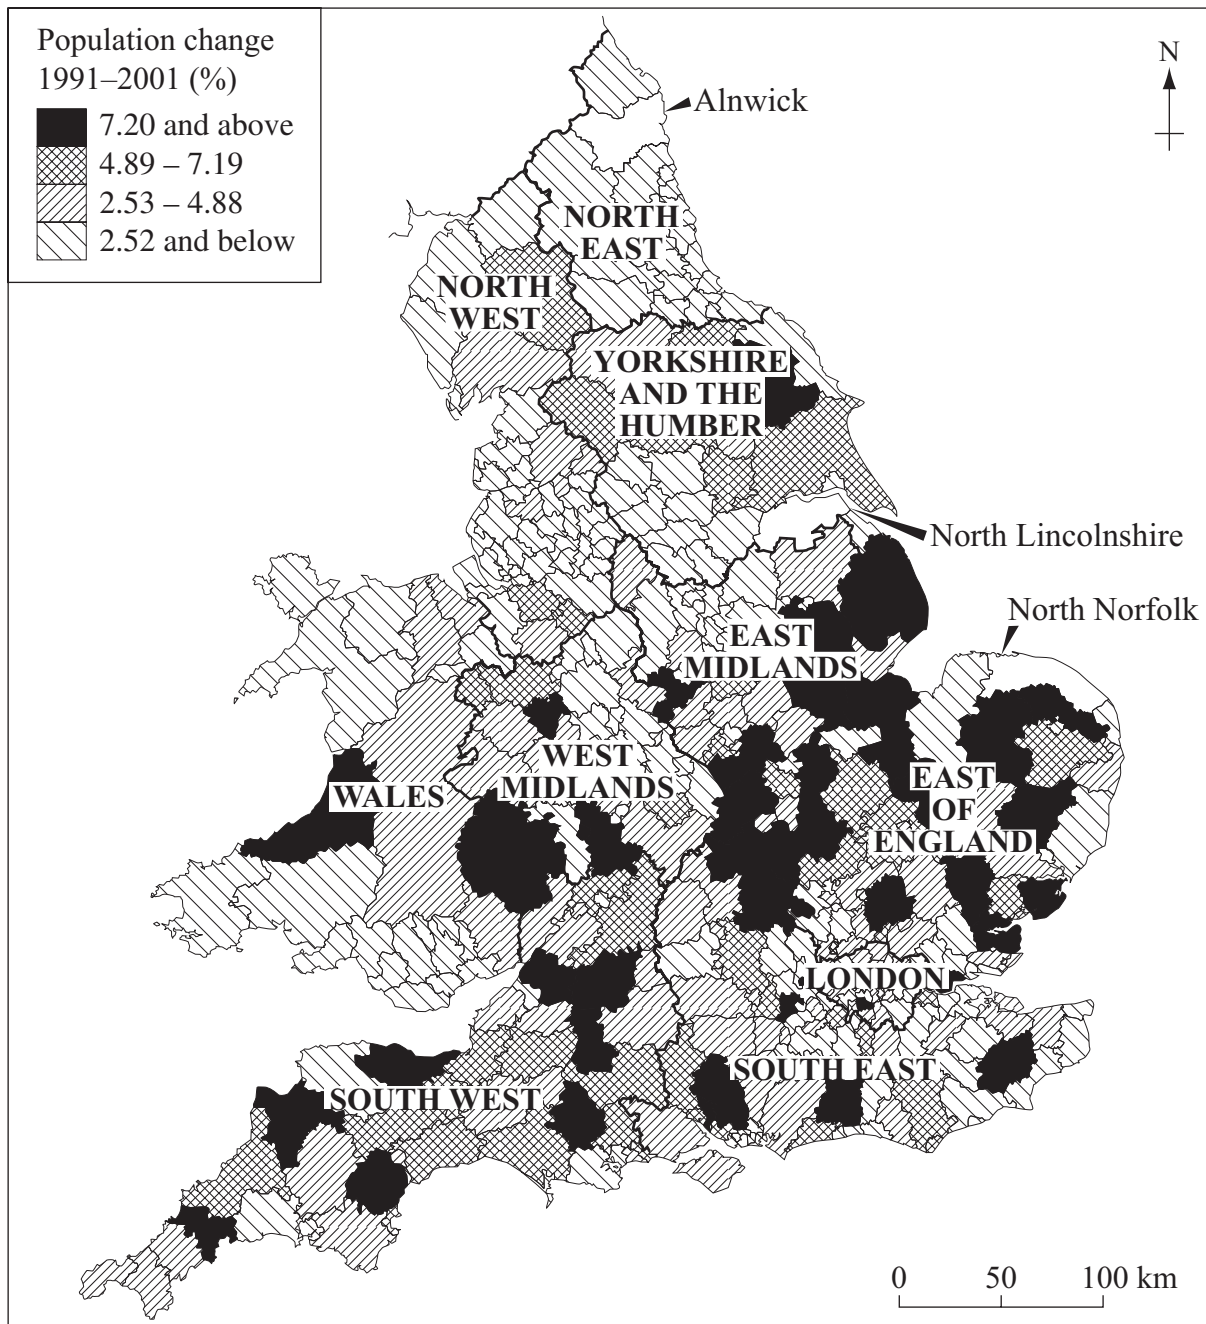 Population change
1991–2001 (%)
7.20 and above
4.89 – 7.19
2.53 – 4.88
2.52 and below
N
Alnwick
NORTH
EAST
NORTH
WEST
YORKSHIRE
AND THE
HUMBER
North Lincolnshire
North Norfolk
EAST
MIDLANDS
WEST
MIDLANDS
WALES
EAST
OF
ENGLAND
LONDON
SOUTH EAST
SOUTH WEST
0 50 100 km